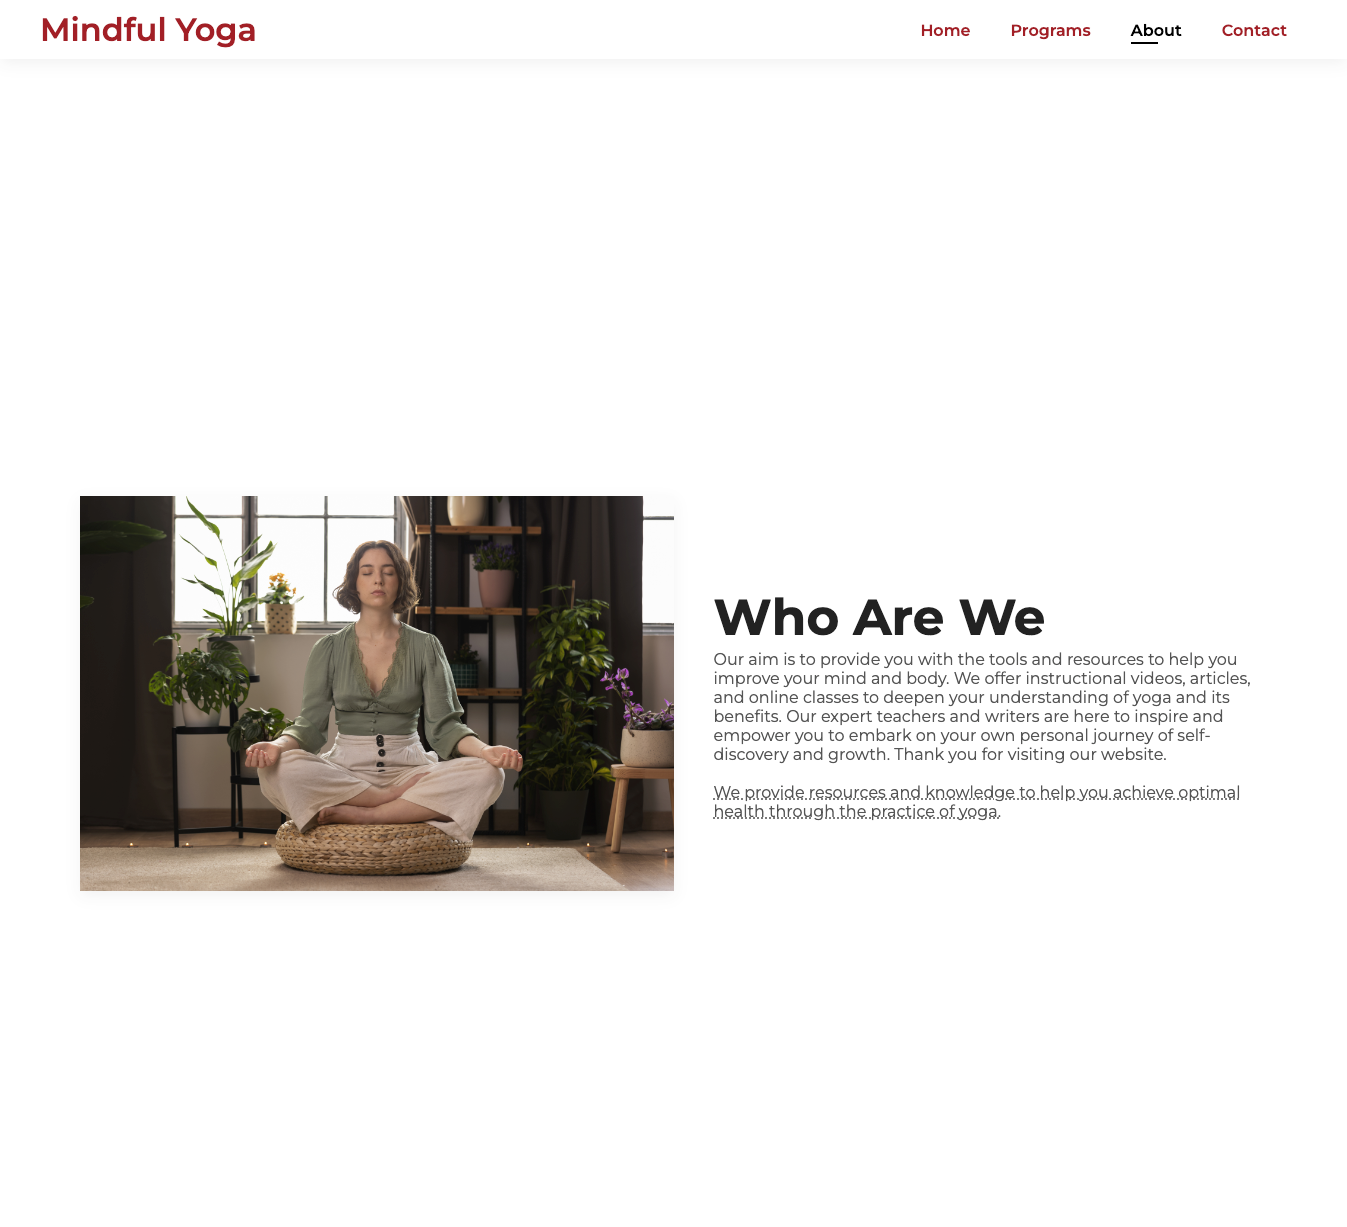 Mindful Yoga
Home
Programs
About
Contact
Who Are We
Our aim is to provide you with the tools and resources to help you
improve your mind and body. We offer instructional videos, articles,
and online classes to deepen your understanding of yoga and its
benefits. Our expert teachers and writers are here to inspire and
empower you to embark on your own personal journey of self-
discovery and growth. Thank you for visiting our website.
We provide resources and knowledge to help you achieve optimal
health through the practice of yoga.